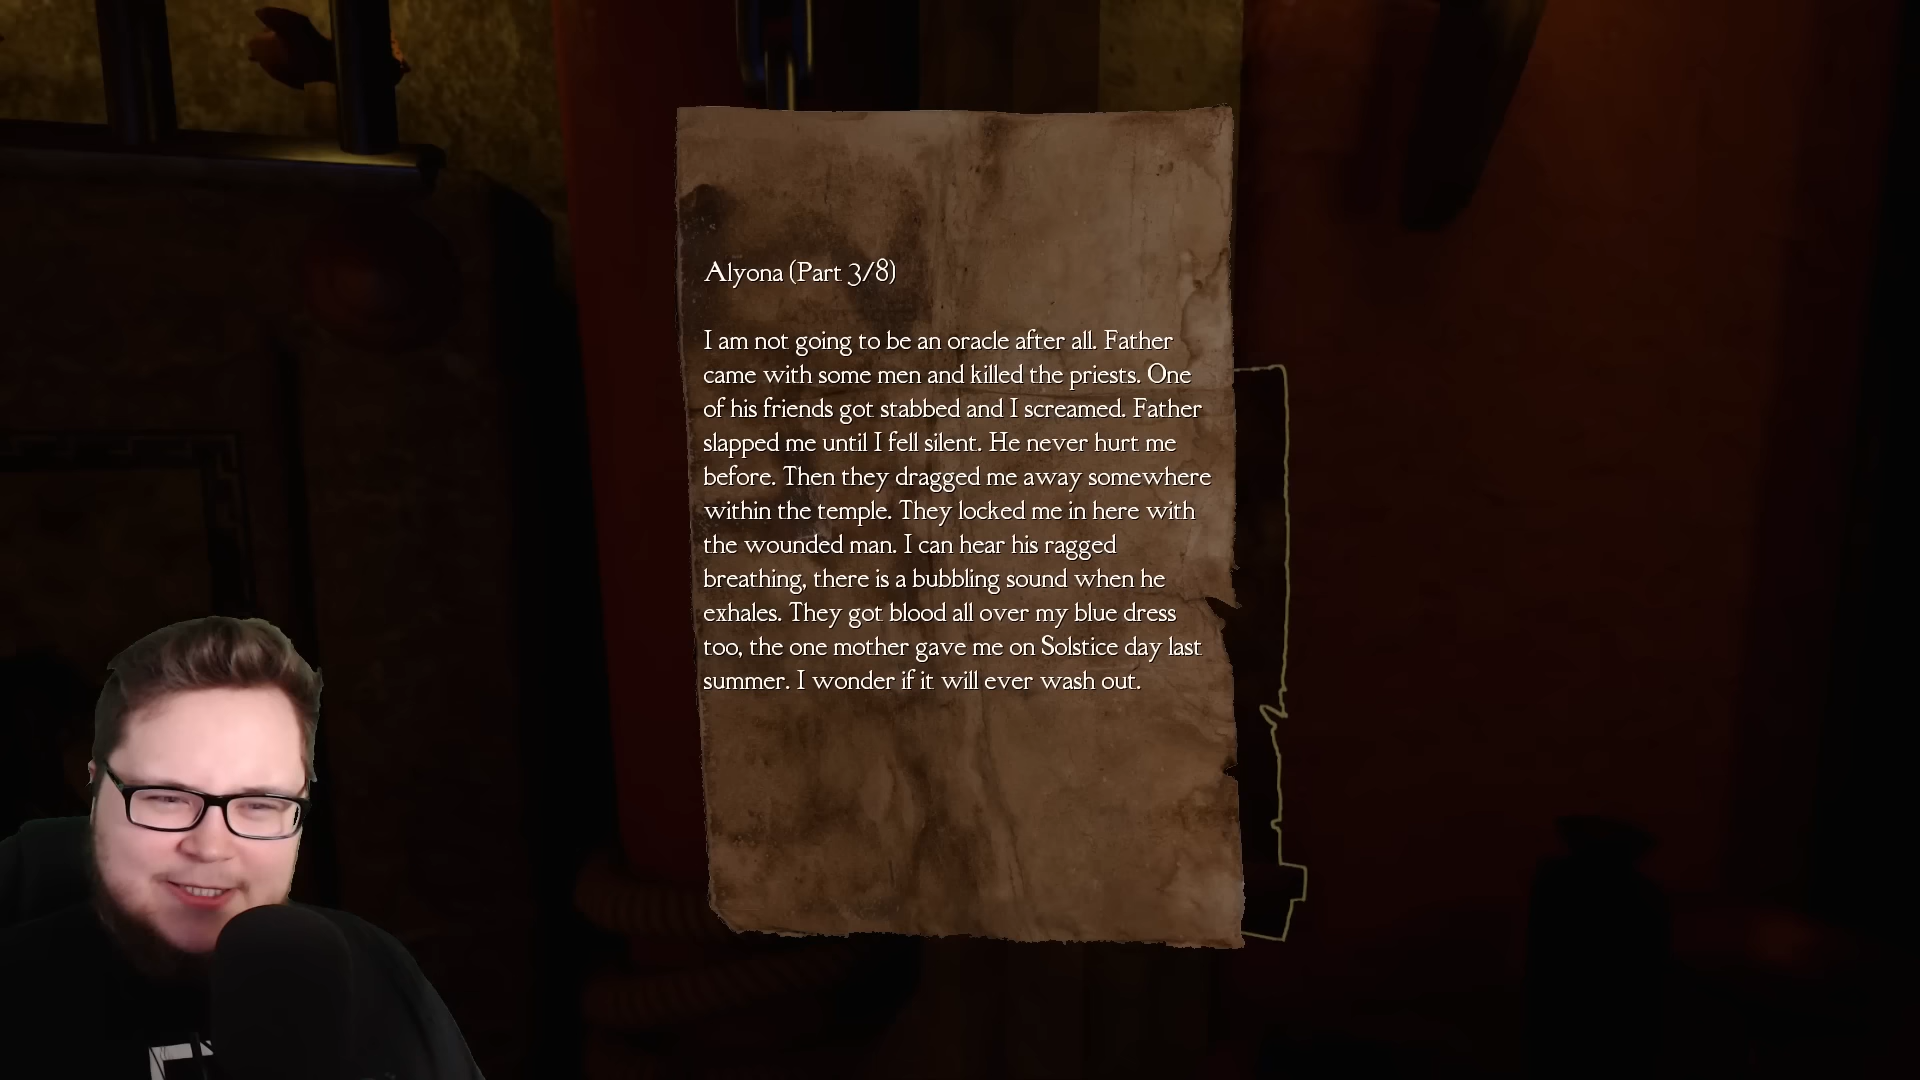 Alyona (Part 3/8)
I am not going to be an oracle after all. Father
came with some men and killed the priests. One
of his friends got stabbed and I screamed. Father
slapped me until I fell silent. He never hurt me
before. Then they dragged me away somewhere
within the temple. They locked me in here with
the wounded man. I can hear his ragged
breathing, there is a bubbling sound when he
exhales. They got blood all over my blue dress
too, the one mother gave me on Solstice day last
summer. I wonder if it will ever wash out.